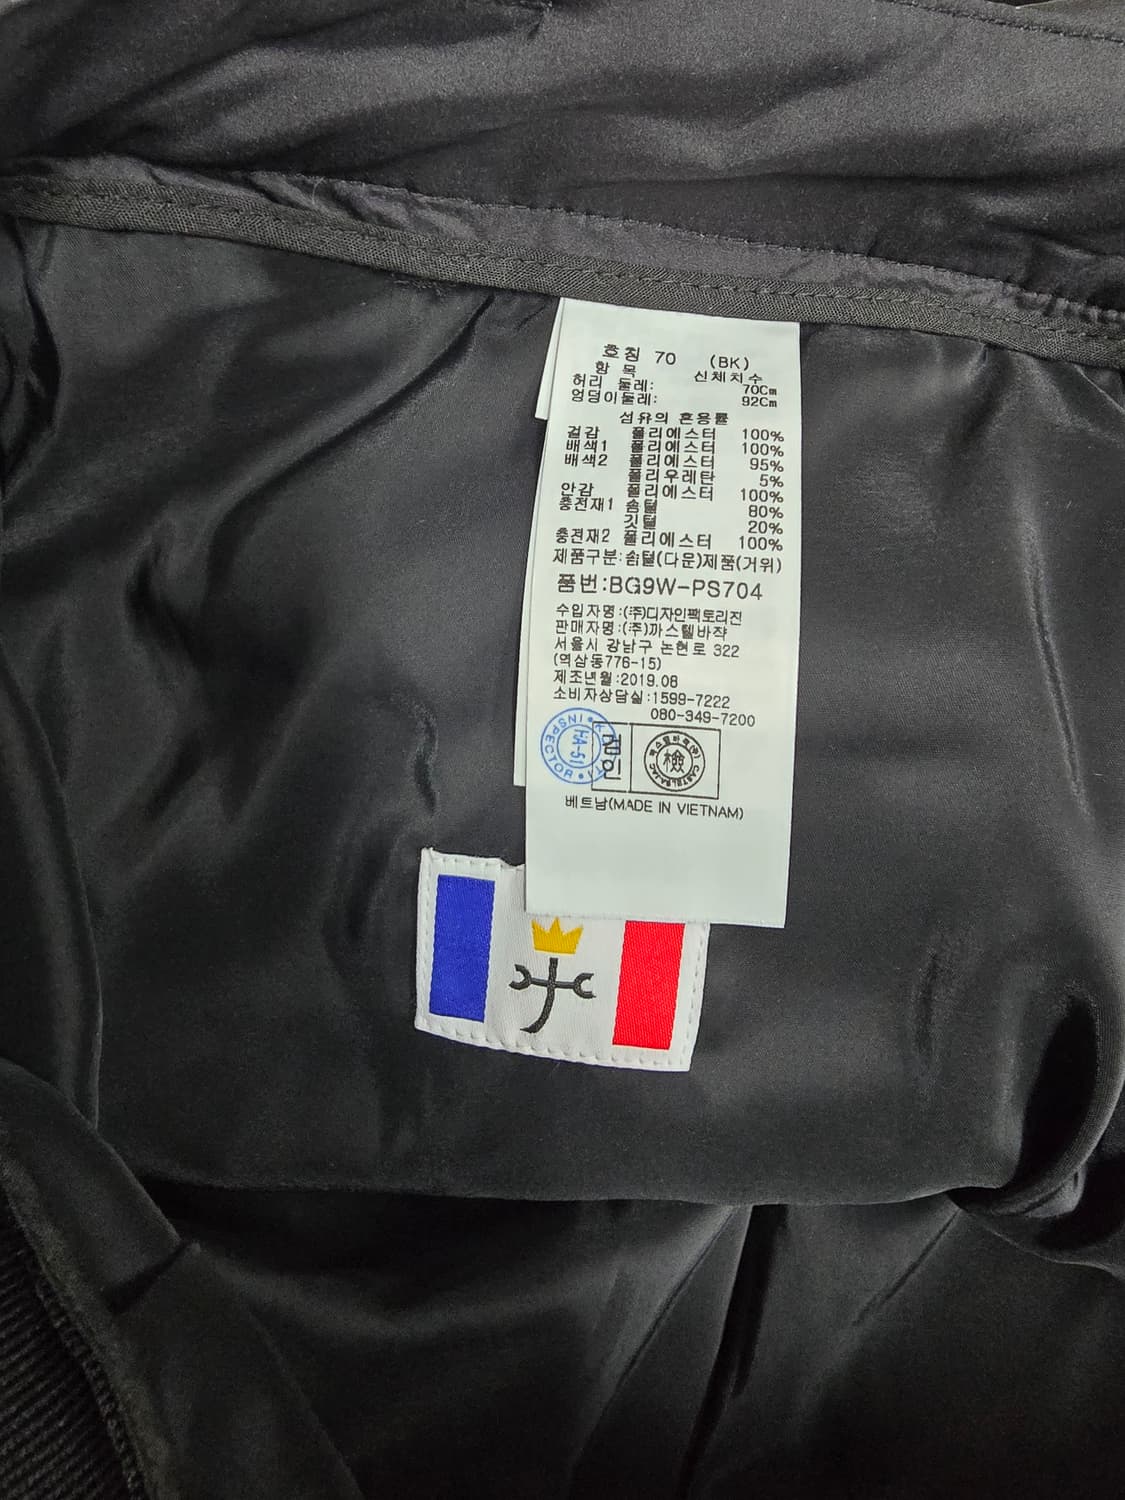 호칭 70 (BK)
항 목 신체치수
허리 둘레: 70Cm
엉덩이둘레: 92Cm
섬유의 혼용률
겉감 폴리에스터 100%
배색1 폴리에스터 100%
배색2 폴리에스터 95%
폴리우레탄 5%
안감 폴리에스터 100%
충전재1 솜털 80%
깃털 20%
충전재2 폴리에스터 100%
제품구분:솜털(다운)제품(거위)
품번:BG9W-PS704
수입자명:(주)디자인팩토리진
판매자명:(주)까스텔바쟉
서울시 강남구 논현로 322
(역삼동776-15)
제조년월:2019.08
소비자상담실:1599-7222
080-349-7200
INSPECTOR
HA-51
검인
檢
베트남(MADE IN VIETNAM)